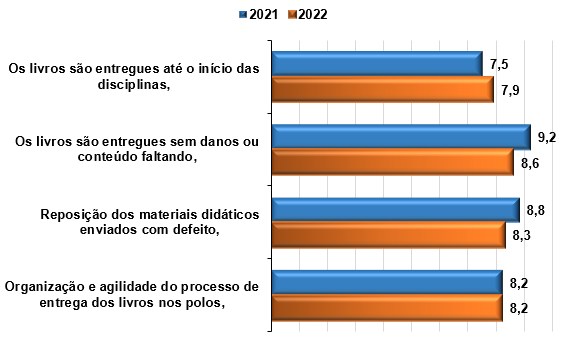 2021 2022
Os livros são entregues até o início das
disciplinas,
7,5
7,9
Os livros são entregues sem danos ou
conteúdo faltando,
9,2
8,6
Reposição dos materiais didáticos
enviados com defeito,
8,8
8,3
Organização e agilidade do processo de
entrega dos livros nos polos,
8,2
8,2